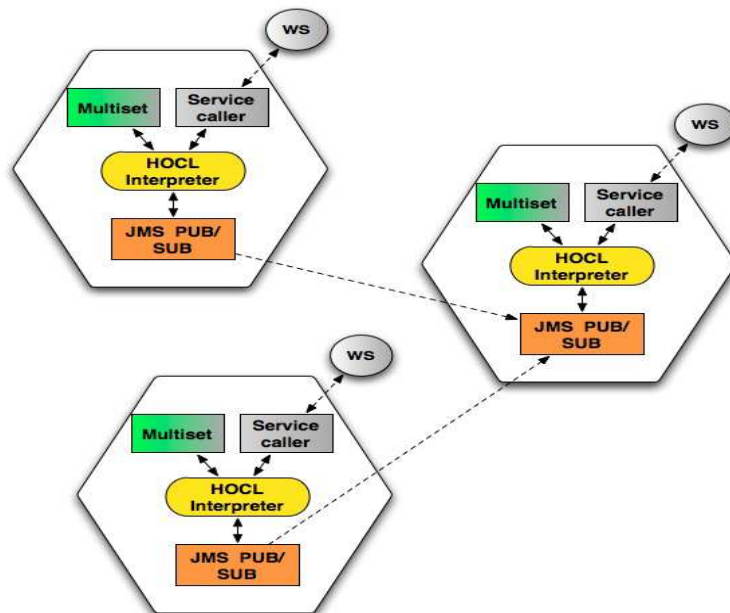 WS
Multiset
Service
caller
HOCL
Interpreter
JMS PUB/
SUB
WS
Multiset
Service
caller
HOCL
Interpreter
JMS PUB/
SUB
WS
Multiset
Service
caller
HOCL
Interpreter
JMS PUB/
SUB